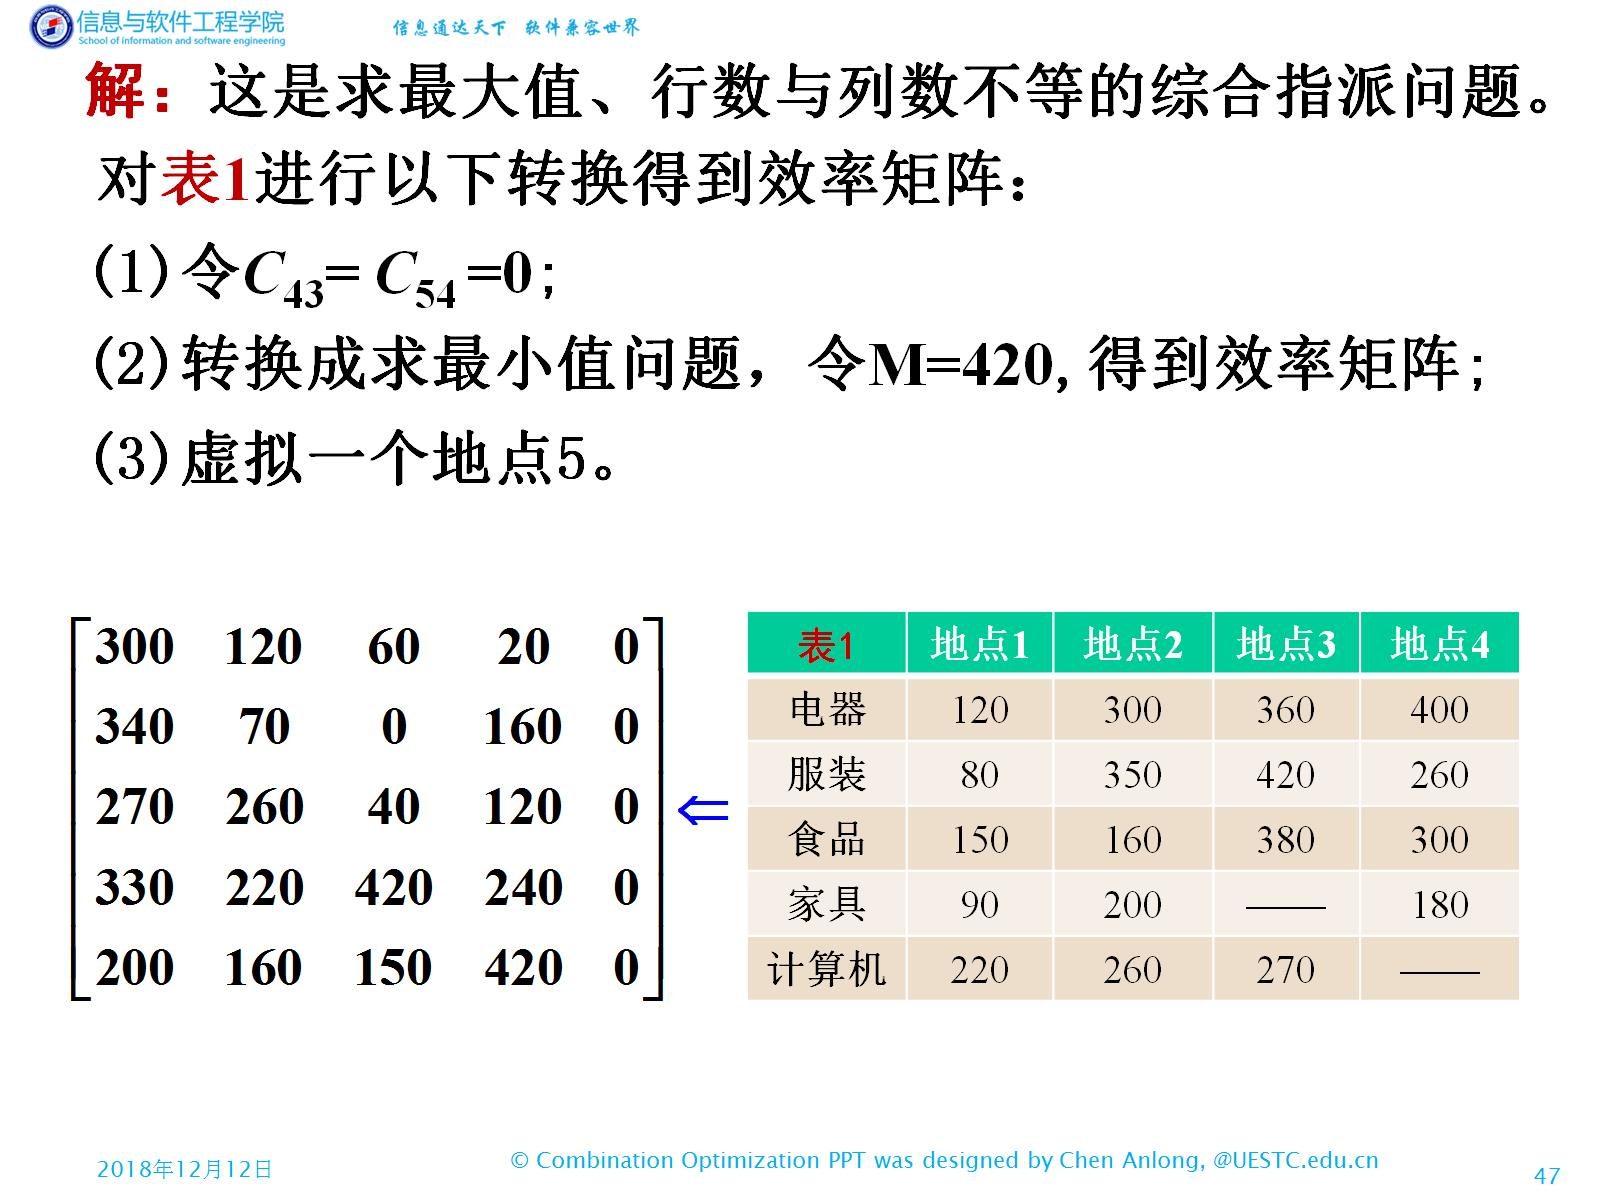 信息与软件工程学院
School of information and software engineering
信息通达天下 软件兼容世界
解：这是求最大值、行数与列数不等的综合指派问题。
对表1进行以下转换得到效率矩阵：
(1)令C43= C54 =0;
(2)转换成求最小值问题，令M=420,得到效率矩阵;
(3)虚拟一个地点5。
300 120 60 20 0
340 70 0 160 0
270 260 40 120 0
330 220 420 240 0
200 160 150 420 0
⇐
表1 地点1 地点2 地点3 地点4
电器 120 300 360 400
服装 80 350 420 260
食品 150 160 380 300
家具 90 200 —— 180
计算机 220 260 270 ——
2018年12月12日
© Combination Optimization PPT was designed by Chen Anlong, @UESTC.edu.cn
47